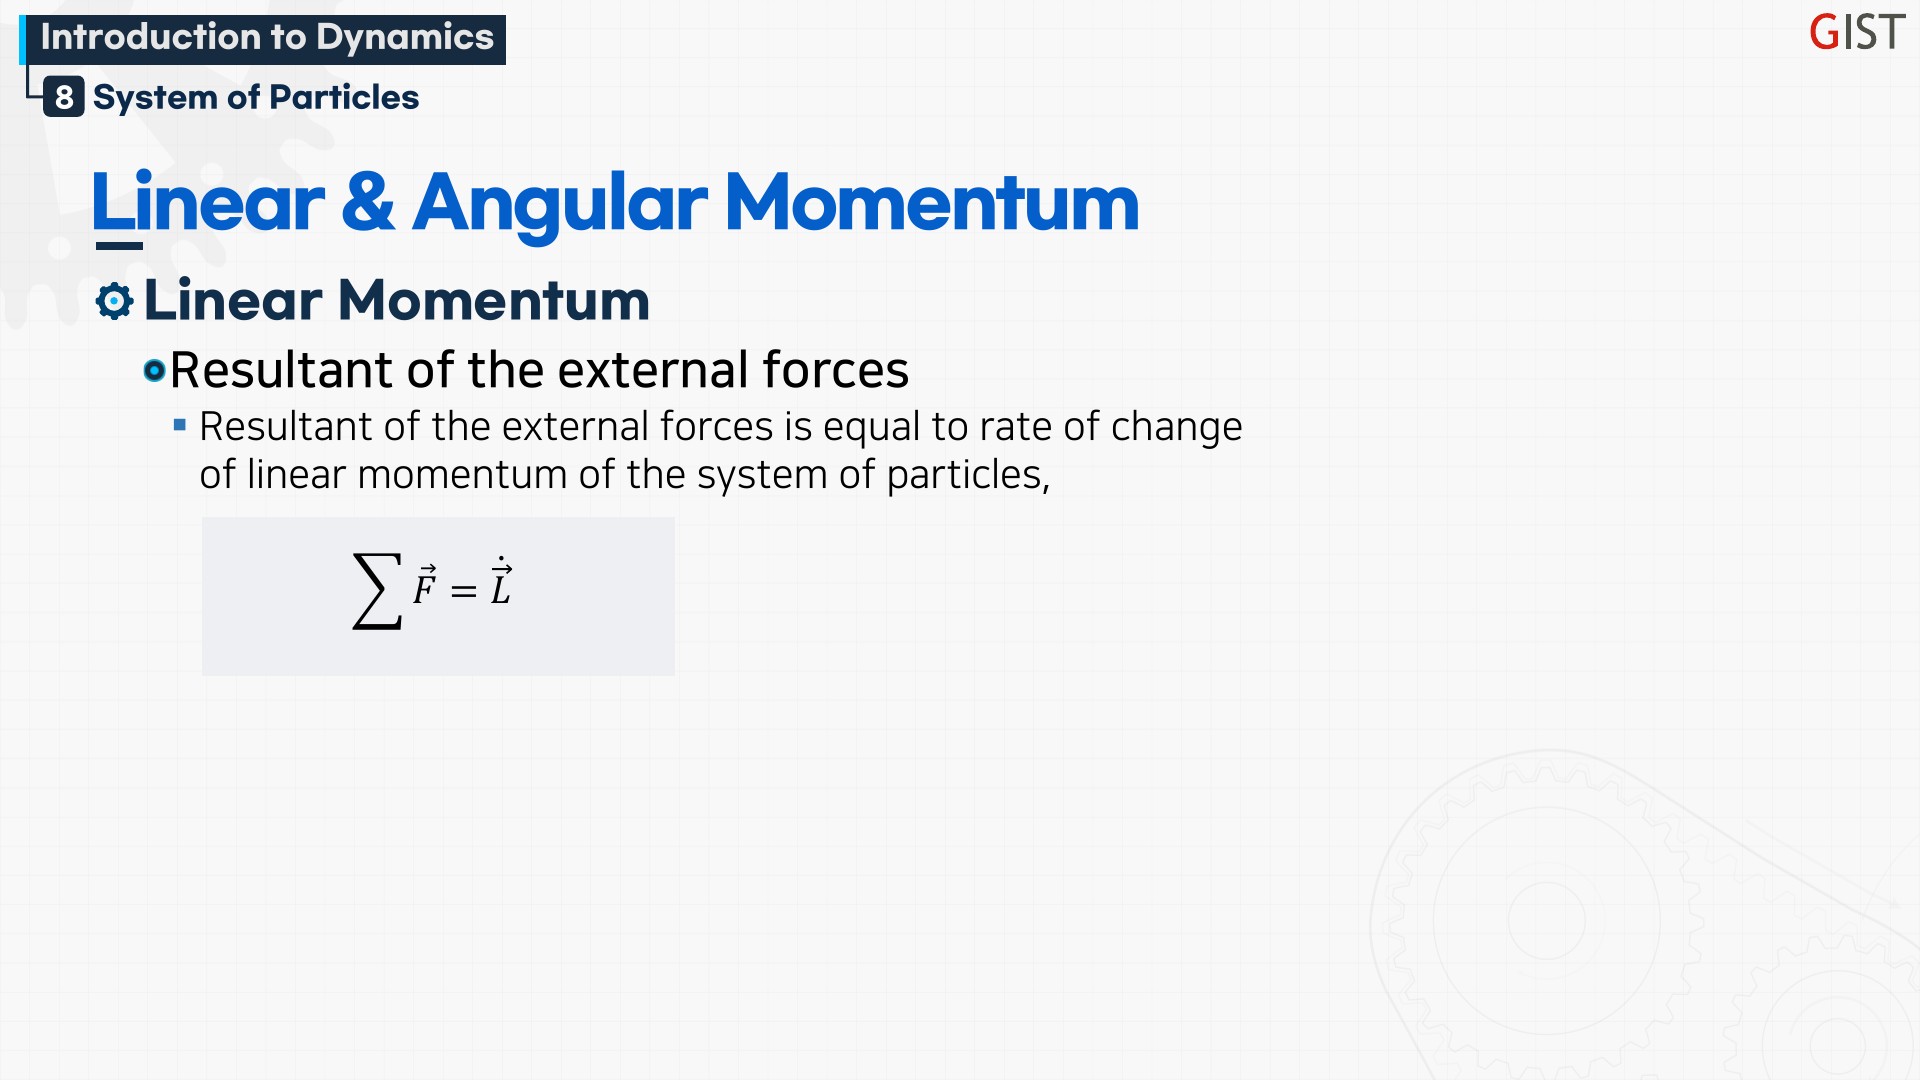 Introduction to Dynamics
GIST
8 System of Particles
Linear & Angular Momentum
Linear Momentum
Resultant of the external forces
Resultant of the external forces is equal to rate of change
of linear momentum of the system of particles,
∑ F⃗ = L⃗̇